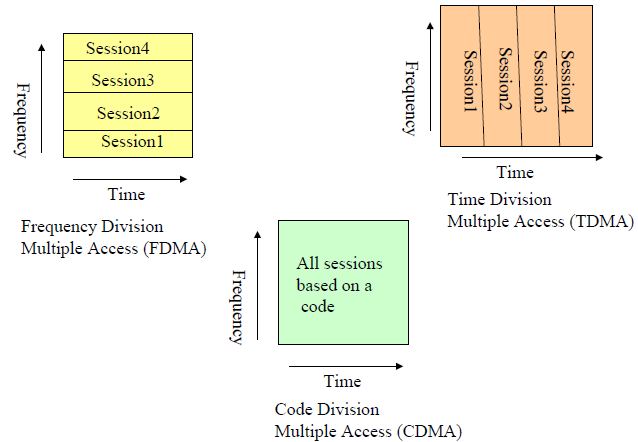 Frequency
Session4
Session3
Session2
Session1
Time
Frequency Division
Multiple Access (FDMA)
Frequency
Session1
Session2
Session3
Session4
Time
Time Division
Multiple Access (TDMA)
Frequency
All sessions
based on a
code
Time
Code Division
Multiple Access (CDMA)